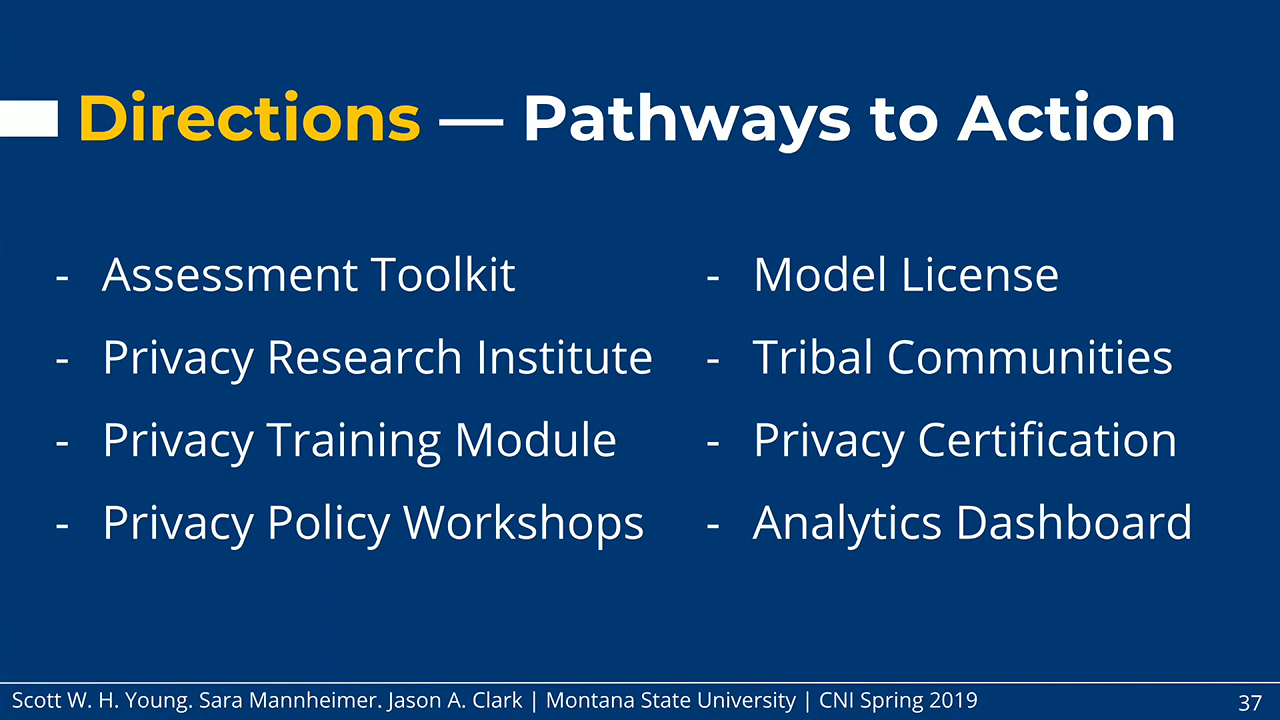 Directions — Pathways to Action
- Assessment Toolkit
- Privacy Research Institute
- Privacy Training Module
- Privacy Policy Workshops
- Model License
- Tribal Communities
- Privacy Certification
- Analytics Dashboard
Scott W. H. Young. Sara Mannheimer. Jason A. Clark | Montana State University | CNI Spring 2019
37